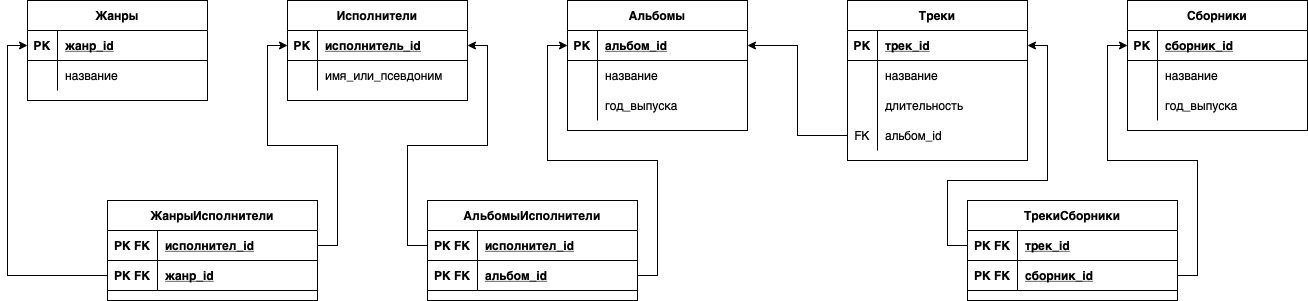 Жанры
PK жанр_id
название
Исполнители
PK исполнитель_id
имя_или_псевдоним
Альбомы
PK альбом_id
название
год_выпуска
Треки
PK трек_id
название
длительность
FK альбом_id
Сборники
PK сборник_id
название
год_выпуска
ЖанрыИсполнители
PK FK исполнител_id
PK FK жанр_id
АльбомыИсполнители
PK FK исполнител_id
PK FK альбом_id
ТрекиСборники
PK FK трек_id
PK FK сборник_id